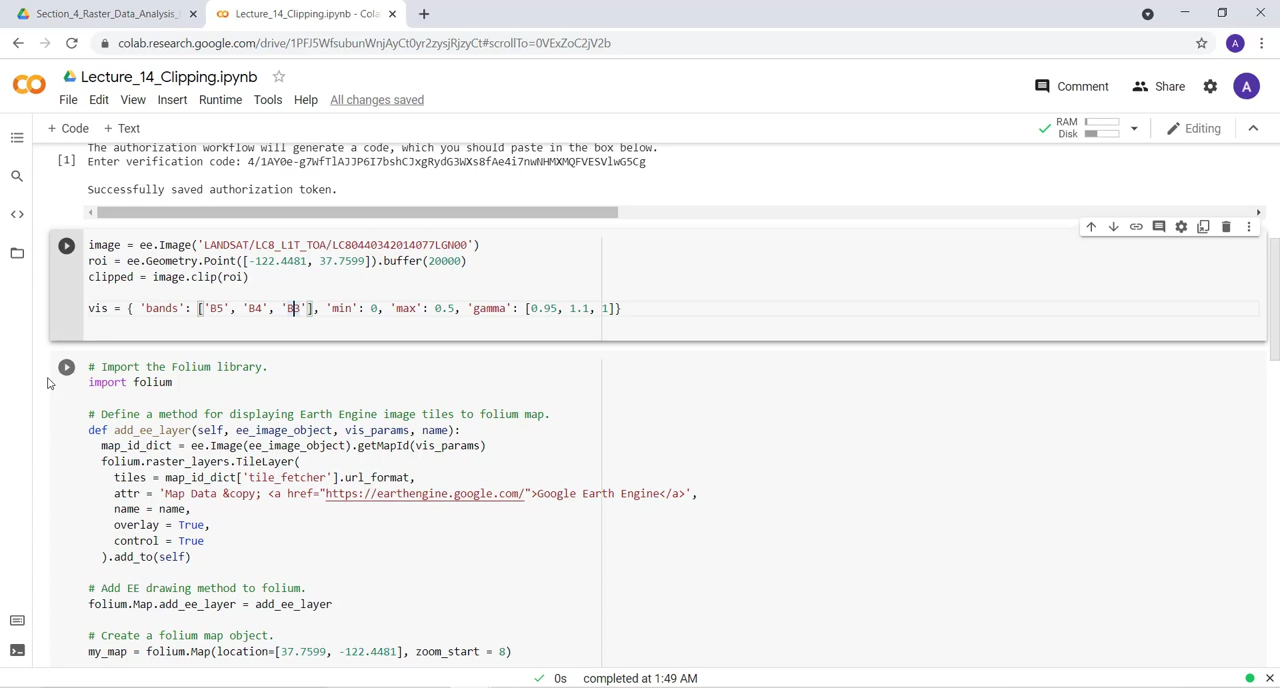 Section_4_Raster_Data_Analysis_
Lecture_14_Clipping.ipynb - Cola
colab.research.google.com/drive/1PFJ5WfsubunWnjAyCt0yr2zysjRjzyCt#scrollTo=0VExZoC2jV2b
A
CO
Lecture_14_Clipping.ipynb
Comment
Share
A
File Edit View Insert Runtime Tools Help All changes saved
+ Code + Text
RAM
Disk
Editing
The authorization workflow will generate a code, which you should paste in the box below.
[1] Enter verification code: 4/1AY0e-g7WfTlAJJP6I7bshCJxgRydG3WXs8fAe4i7nwNHMXMQFVESVlwG5Cg
Successfully saved authorization token.
image = ee.Image('LANDSAT/LC8_L1T_TOA/LC80440342014077LGN00')
roi = ee.Geometry.Point([-122.4481, 37.7599]).buffer(20000)
clipped = image.clip(roi)
vis = { 'bands': ['B5', 'B4', 'B3'], 'min': 0, 'max': 0.5, 'gamma': [0.95, 1.1, 1]}
# Import the Folium library.
import folium
# Define a method for displaying Earth Engine image tiles to folium map.
def add_ee_layer(self, ee_image_object, vis_params, name):
map_id_dict = ee.Image(ee_image_object).getMapId(vis_params)
folium.raster_layers.TileLayer(
tiles = map_id_dict['tile_fetcher'].url_format,
attr = 'Map Data &copy; <a href="https://earthengine.google.com/">Google Earth Engine</a>',
name = name,
overlay = True,
control = True
).add_to(self)
# Add EE drawing method to folium.
folium.Map.add_ee_layer = add_ee_layer
# Create a folium map object.
my_map = folium.Map(location=[37.7599, -122.4481], zoom_start = 8)
0s completed at 1:49 AM